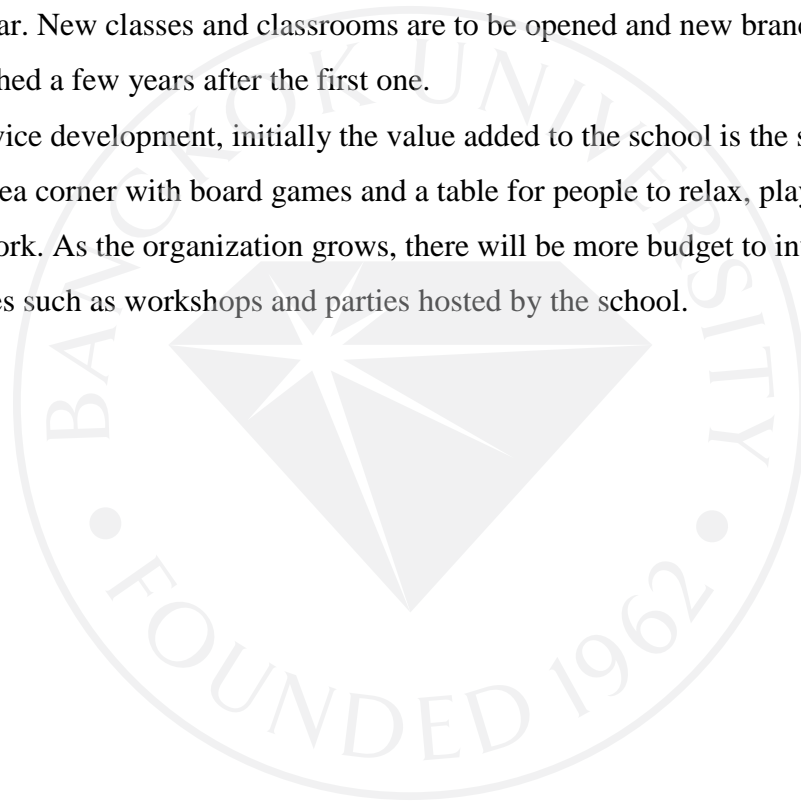 ar. New classes and classrooms are to be opened and new bran
hed a few years after the first one.
vice development, initially the value added to the school is the s
ea corner with board games and a table for people to relax, play
ork. As the organization grows, there will be more budget to in
es such as workshops and parties hosted by the school.
BANGKOK UNIVERSITY
FOUNDED 1962